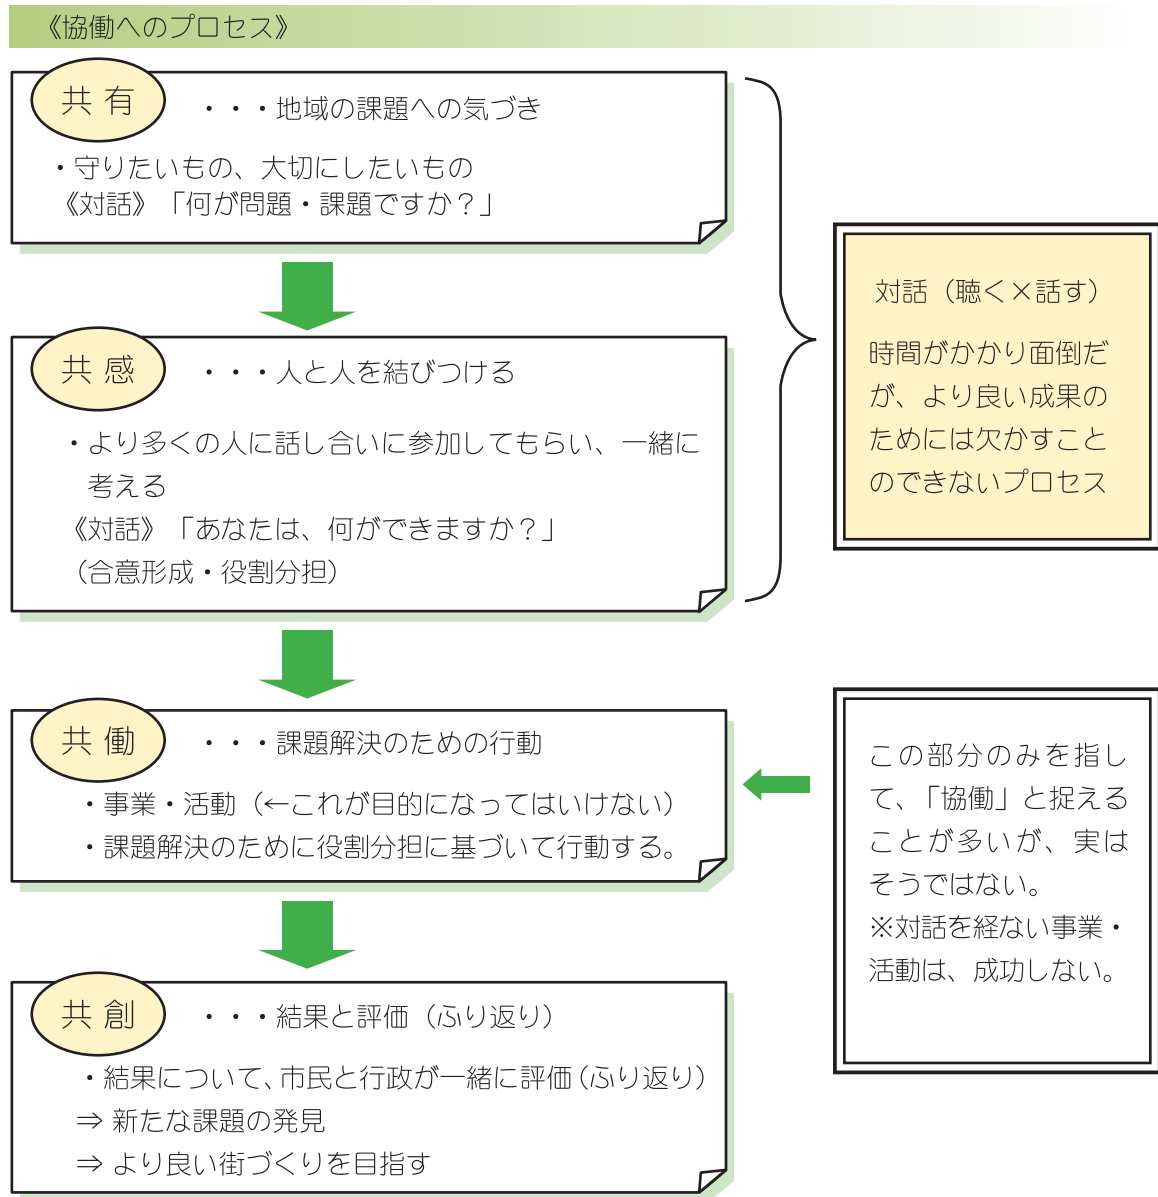 《協働へのプロセス》
共 有
・・・地域の課題への気づき
・守りたいもの、大切にしたいもの
《対話》「何が問題・課題ですか？」
共 感
・・・人と人を結びつける
・より多くの人に話し合いに参加してもらい、一緒に
考える
《対話》「あなたは、何ができますか？」
（合意形成・役割分担）
対話（聴く×話す）
時間がかかり面倒だ
が、より良い成果の
ためには欠かすこと
のできないプロセス
共 働
・・・課題解決のための行動
・事業・活動（←これが目的になってはいけない）
・課題解決のために役割分担に基づいて行動する。
この部分のみを指し
て、「協働」と捉える
ことが多いが、実は
そうではない。
※対話を経ない事業・
活動は、成功しない。
共 創
・・・結果と評価（ふり返り）
・結果について、市民と行政が一緒に評価（ふり返り）
⇒ 新たな課題の発見
⇒ より良い街づくりを目指す